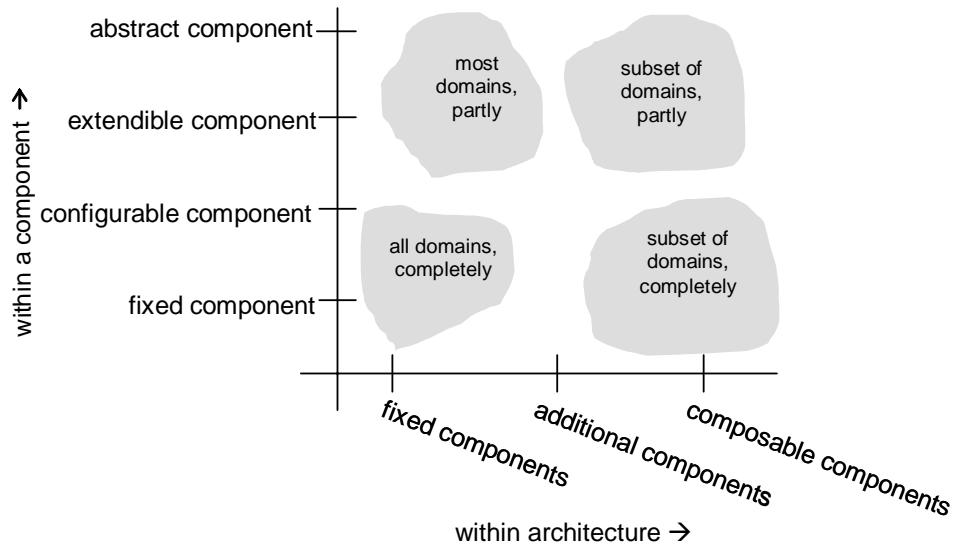 abstract component
most
domains,
partly
subset of
domains,
partly
extendible component
configurable component
all domains,
completely
subset of
domains,
completely
fixed component
within a component →
fixed components
additional components
composable components
within architecture →